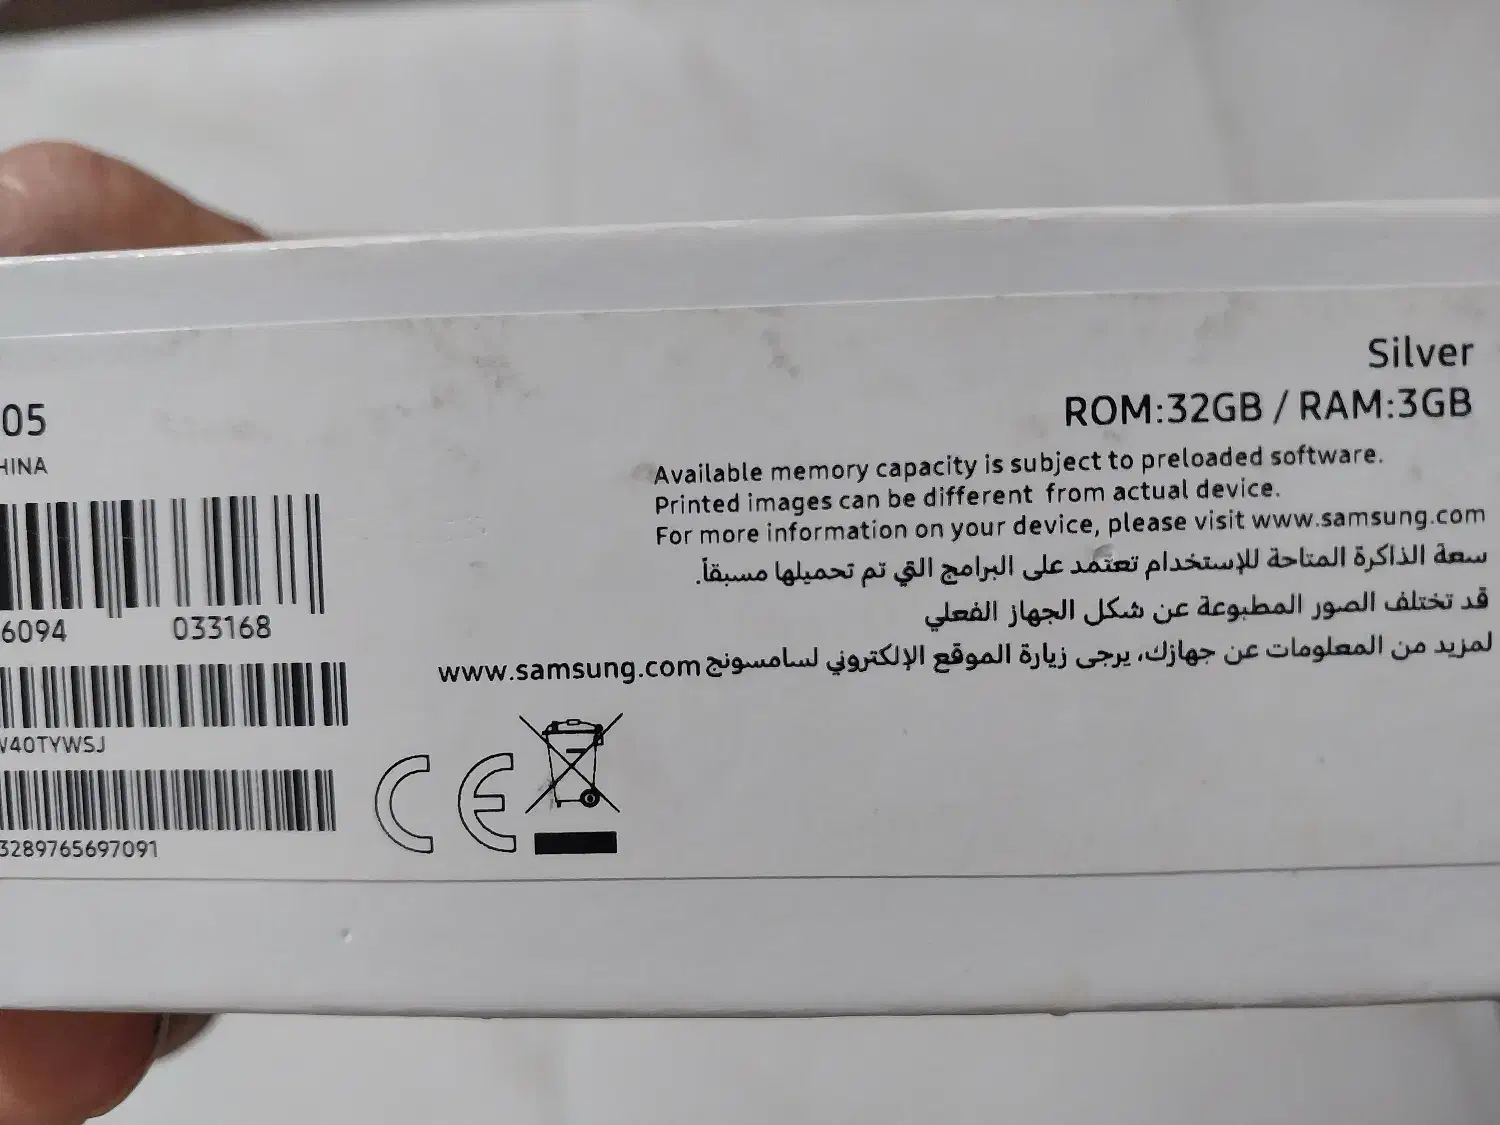 Silver
ROM:32GB / RAM:3GB
05
HINA
Available memory capacity is subject to preloaded software.
Printed images can be different from actual device.
For more information on your device, please visit www.samsung.com
سعة الذاكرة المتاحة للإستخدام تعتمد على البرامج التي تم تحميلها مسبقاً.
قد تختلف الصور المطبوعة عن شكل الجهاز الفعلي
لمزيد من المعلومات عن جهازك، يرجى زيارة الموقع الإلكتروني لسامسونج www.samsung.com
6094 033168
V40TYWSJ
3289765697091
CE